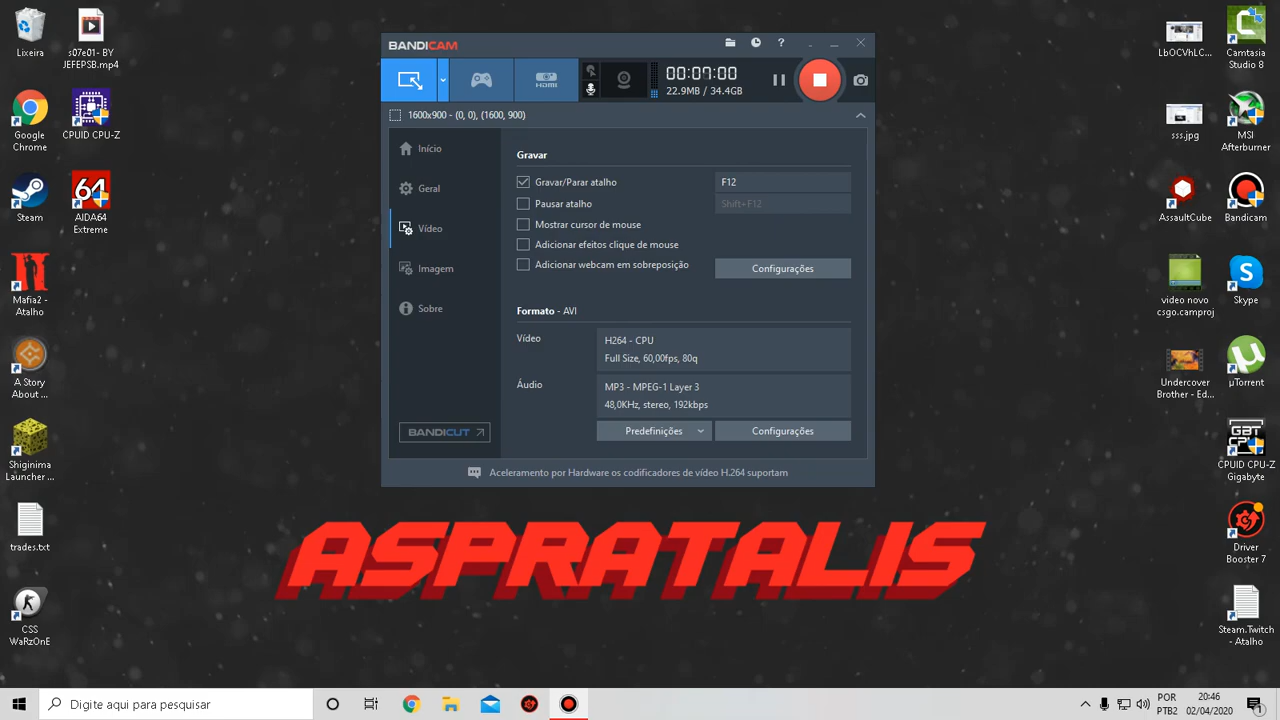 Lixeira
s07e01 - BY
JEFEPSB.mp4
Google
Chrome
CPUID CPU-Z
Steam
64
AIDA64
Extreme
Mafia2 -
Atalho
A Story
About ...
Shiginima
Launcher ...
trades.txt
CSS
WaRzOnE
BANDICAM
?
HDMI
00:07:00
22.9MB / 34.4GB
1600x900 - (0, 0), (1600, 900)
Início
Geral
Vídeo
Imagem
Sobre
BANDICUT
Gravar
Gravar/Parar atalho
F12
Pausar atalho
Shift+F12
Mostrar cursor de mouse
Adicionar efeitos clique de mouse
Adicionar webcam em sobreposição
Configurações
Formato - AVI
Vídeo
H264 - CPU
Full Size, 60,00fps, 80q
Áudio
MP3 - MPEG-1 Layer 3
48,0KHz, stereo, 192kbps
Predefinições
Configurações
Aceleramento por Hardware os codificadores de vídeo H.264 suportam
ASPRATALIS
LbOCVhLC...
Camtasia
Studio 8
sss.jpg
MSI
Afterburner
AssaultCube
Bandicam
video novo
csgo.camproj
Skype
Undercover
Brother - Ed...
µTorrent
GBT
CPU
CPUID CPU-Z
Gigabyte
Driver
Booster 7
Steam.Twitch
- Atalho
Digite aqui para pesquisar
POR
PTB2
20:46
02/04/2020
1